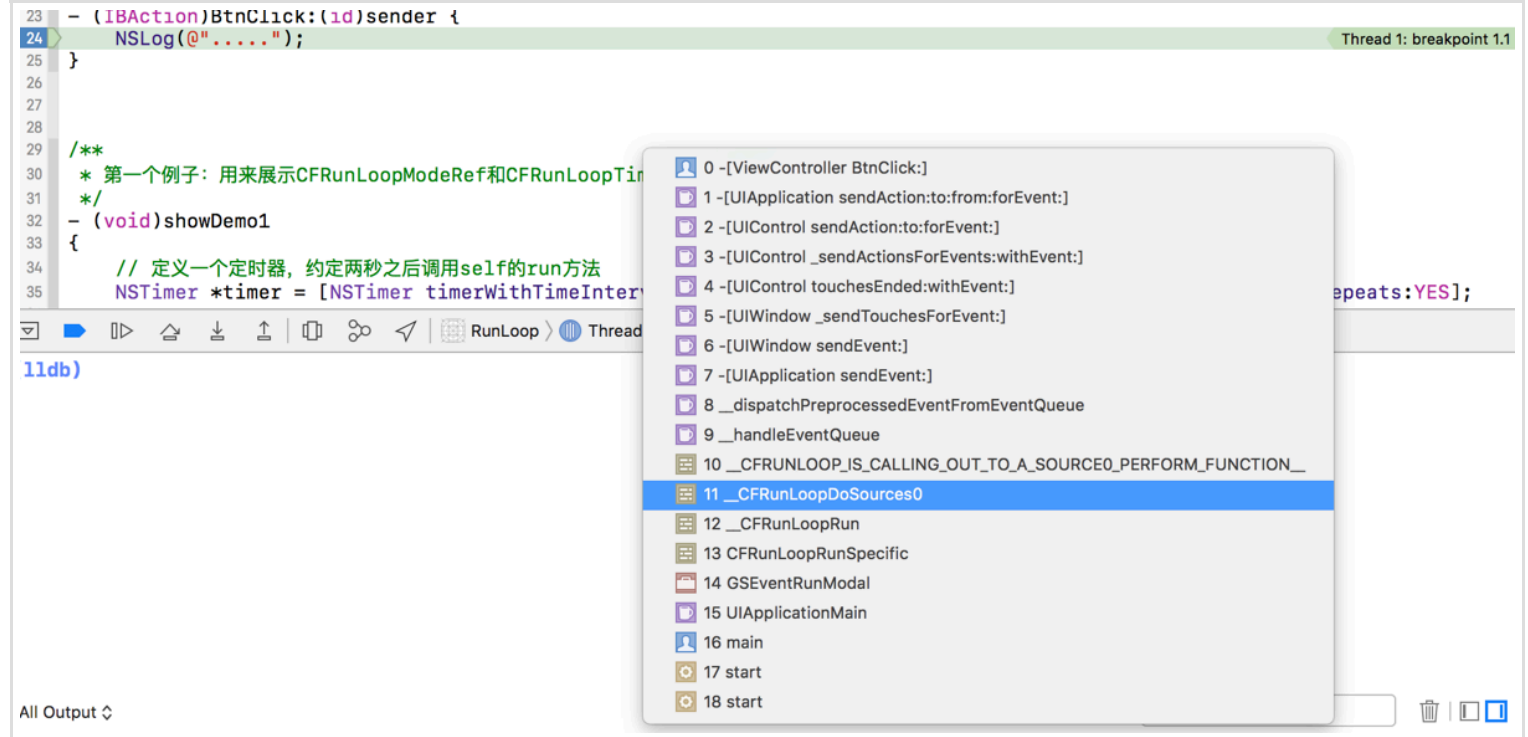 23 - (IBAction)BtnClick:(id)sender {
24 NSLog(@".....");
Thread 1: breakpoint 1.1
25 }
26
27
28
29 /**
30 * 第一个例子：用来展示CFRunLoopModeRef和CFRunLoopTim
31 */
32 - (void)showDemo1
33 {
34 // 定义一个定时器，约定两秒之后调用self的run方法
35 NSTimer *timer = [NSTimer timerWithTimeInterv
epeats:YES];
RunLoop
Thread
lldb)
0 -[ViewController BtnClick:]
1 -[UIApplication sendAction:to:from:forEvent:]
2 -[UIControl sendAction:to:forEvent:]
3 -[UIControl _sendActionsForEvents:withEvent:]
4 -[UIControl touchesEnded:withEvent:]
5 -[UIWindow _sendTouchesForEvent:]
6 -[UIWindow sendEvent:]
7 -[UIApplication sendEvent:]
8 __dispatchPreprocessedEventFromEventQueue
9 __handleEventQueue
10 __CFRUNLOOP_IS_CALLING_OUT_TO_A_SOURCE0_PERFORM_FUNCTION__
11 __CFRunLoopDoSources0
12 __CFRunLoopRun
13 CFRunLoopRunSpecific
14 GSEventRunModal
15 UIApplicationMain
16 main
17 start
18 start
All Output